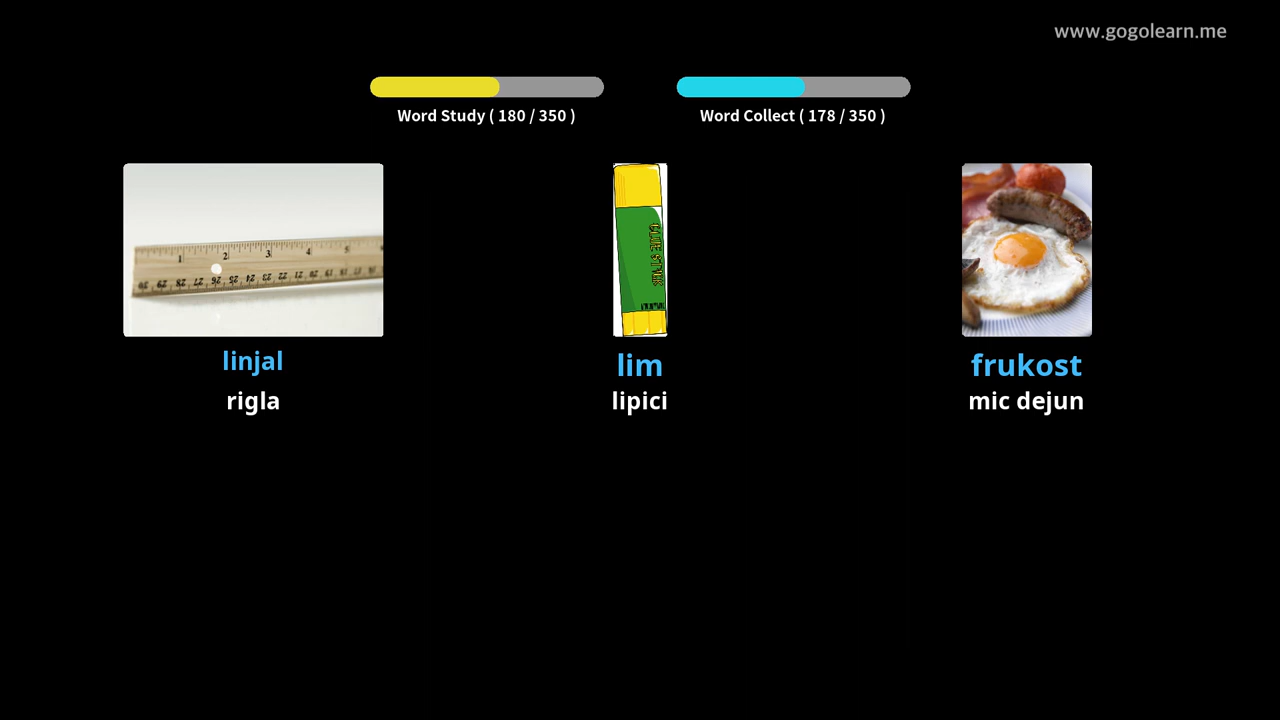 www.gogolearn.me
Word Study ( 180 / 350 )
Word Collect ( 178 / 350 )
linjal
lim
frukost
rigla
lipici
mic dejun